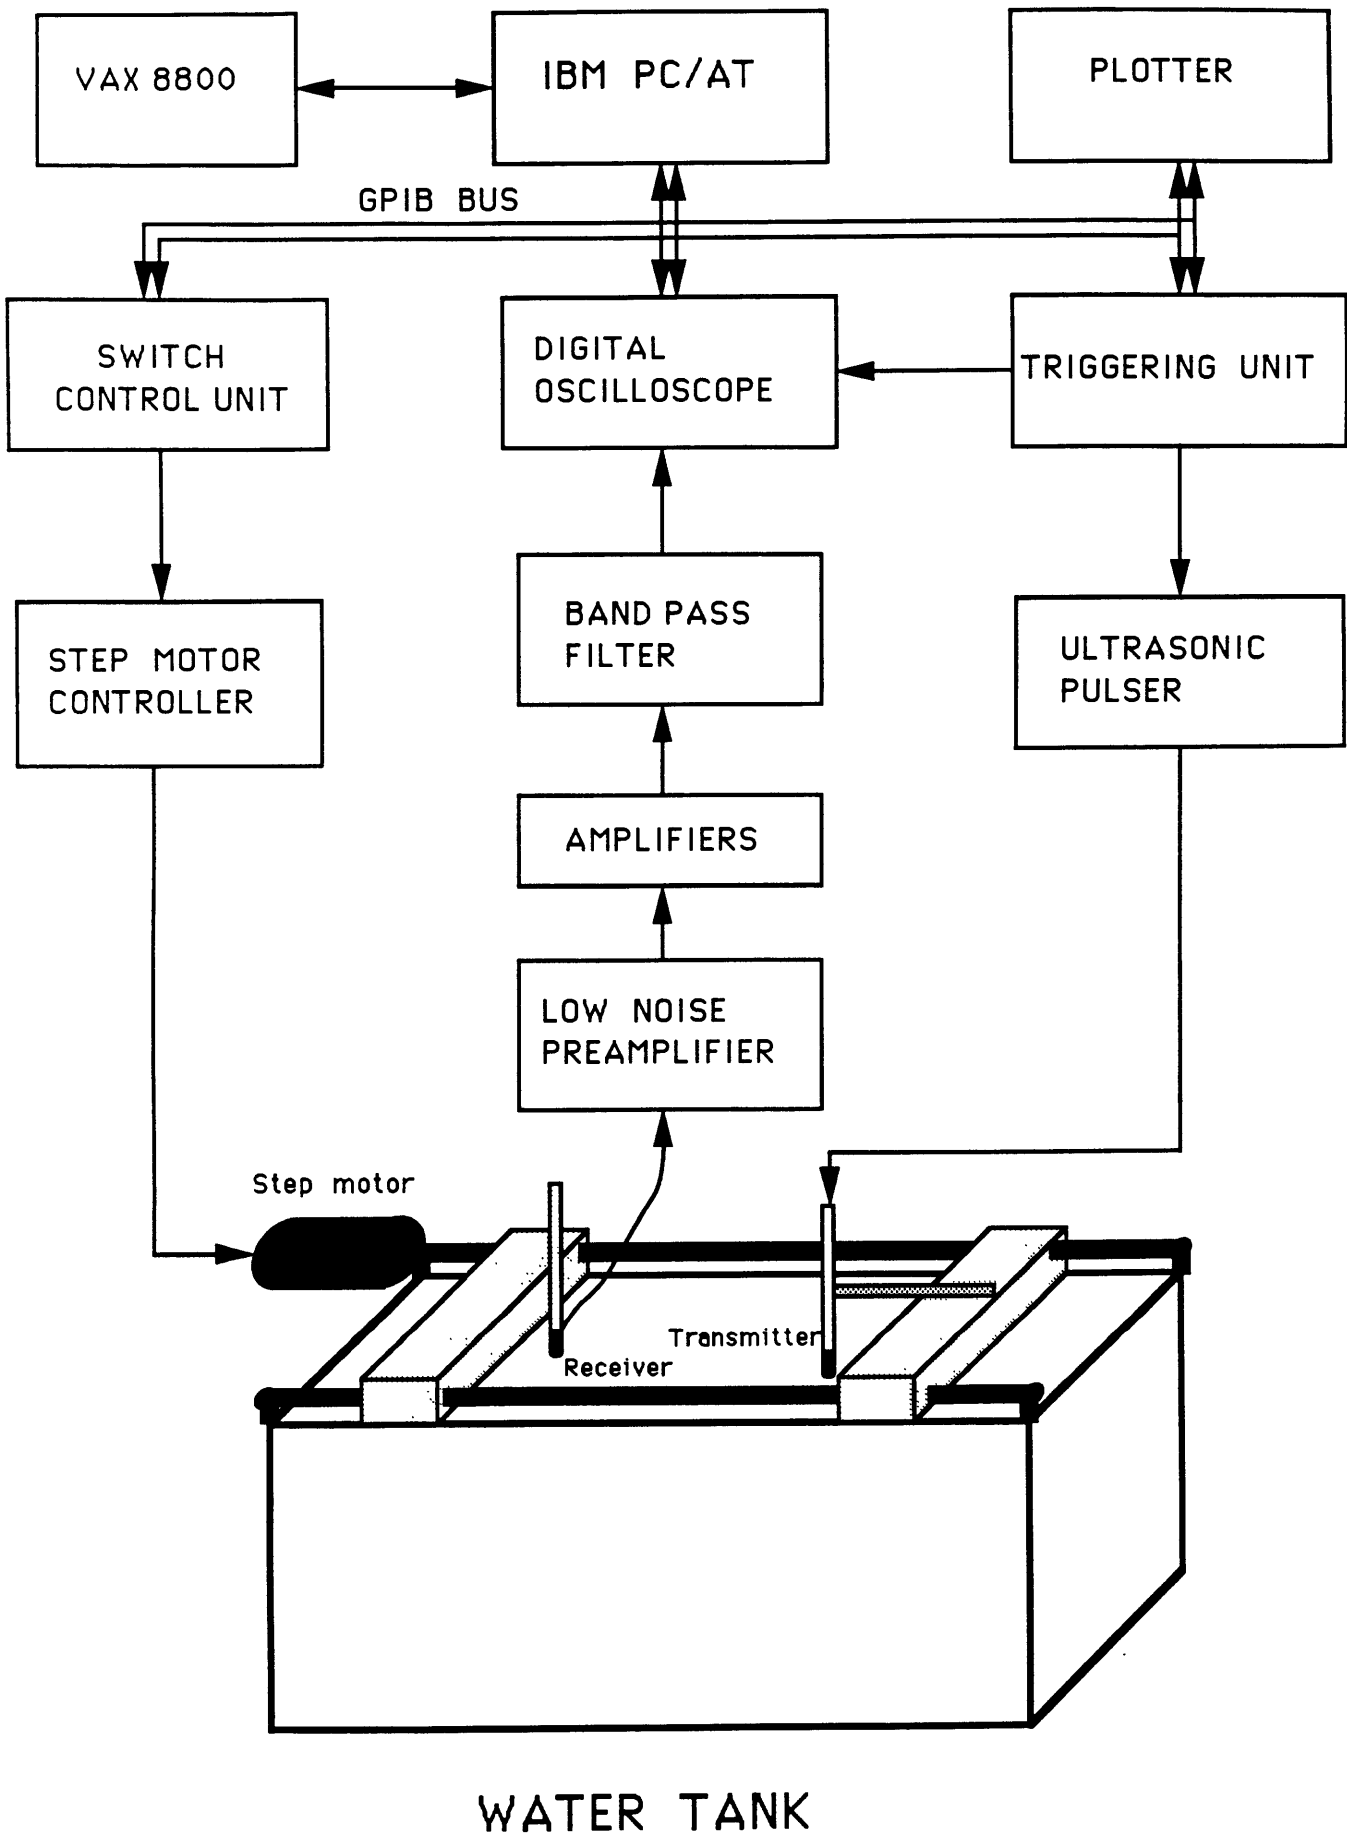 VAX 8800
IBM PC/AT
PLOTTER
GPIB BUS
SWITCH
CONTROL UNIT
DIGITAL
OSCILLOSCOPE
TRIGGERING UNIT
STEP MOTOR
CONTROLLER
BAND PASS
FILTER
ULTRASONIC
PULSER
AMPLIFIERS
LOW NOISE
PREAMPLIFIER
Step motor
Transmitter
Receiver
WATER TANK